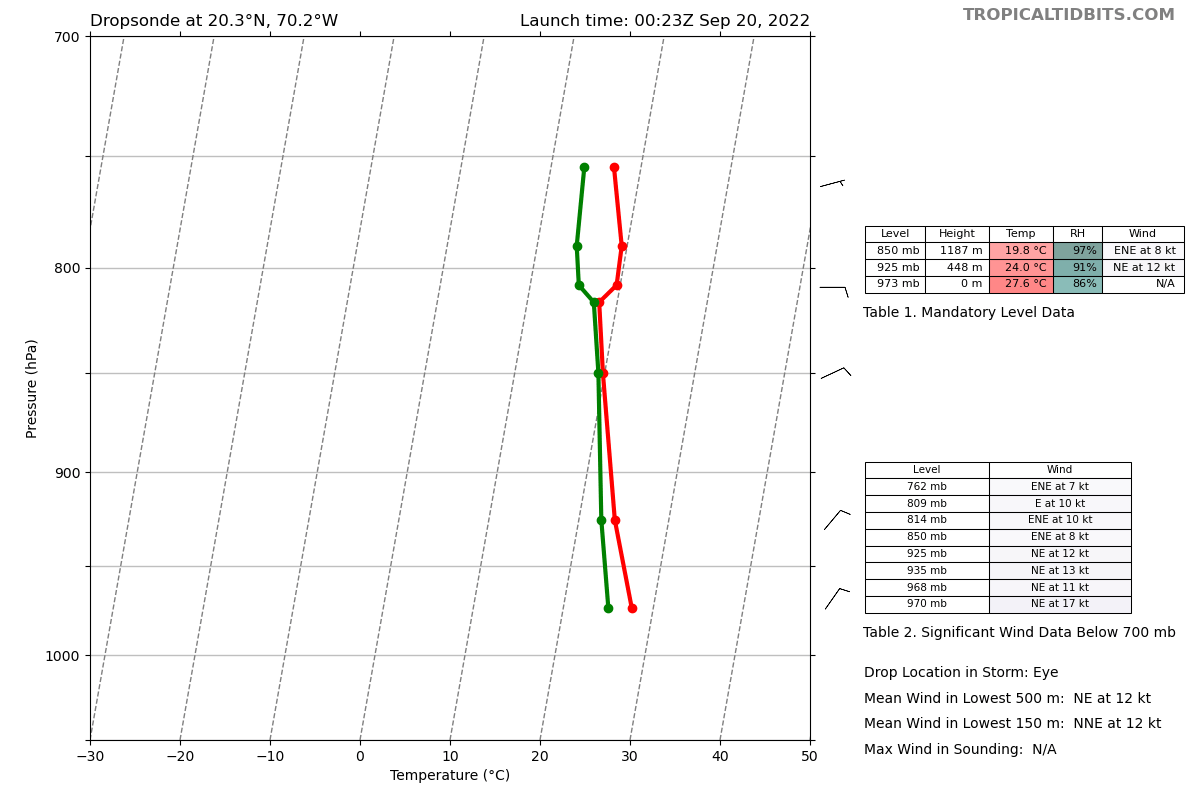 Dropsonde at 20.3°N, 70.2°W
Launch time: 00:23Z Sep 20, 2022
TROPICALTIDBITS.COM
700
800
900
1000
Pressure (hPa)
−30 −20 −10 0 10 20 30 40 50
Temperature (°C)
Level Height Temp RH Wind
850 mb 1187 m 19.8 °C 97% ENE at 8 kt
925 mb 448 m 24.0 °C 91% NE at 12 kt
973 mb 0 m 27.6 °C 86% N/A
Table 1. Mandatory Level Data
Level Wind
762 mb ENE at 7 kt
809 mb E at 10 kt
814 mb ENE at 10 kt
850 mb ENE at 8 kt
925 mb NE at 12 kt
935 mb NE at 13 kt
968 mb NE at 11 kt
970 mb NE at 17 kt
Table 2. Significant Wind Data Below 700 mb
Drop Location in Storm: Eye
Mean Wind in Lowest 500 m: NE at 12 kt
Mean Wind in Lowest 150 m: NNE at 12 kt
Max Wind in Sounding: N/A